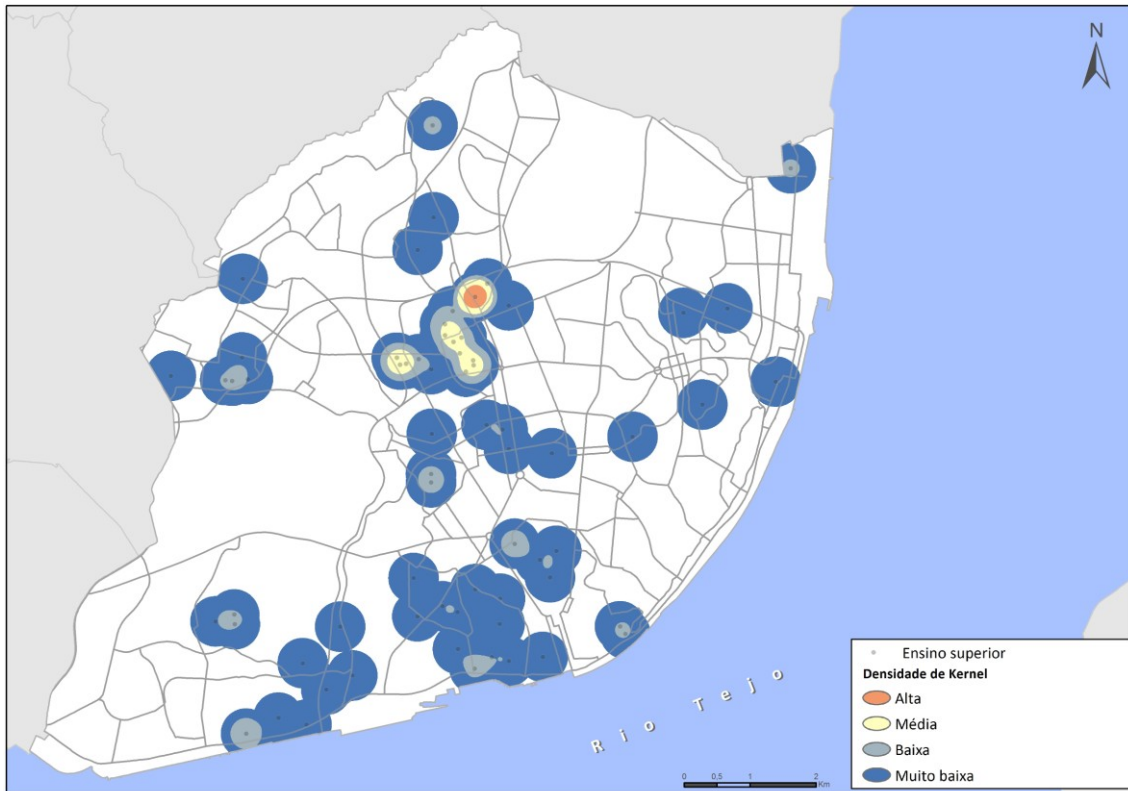 N
Rio Tejo
Ensino superior
Densidade de Kernel
Alta
Média
Baixa
Muito baixa
0 0,5 1 2
Km